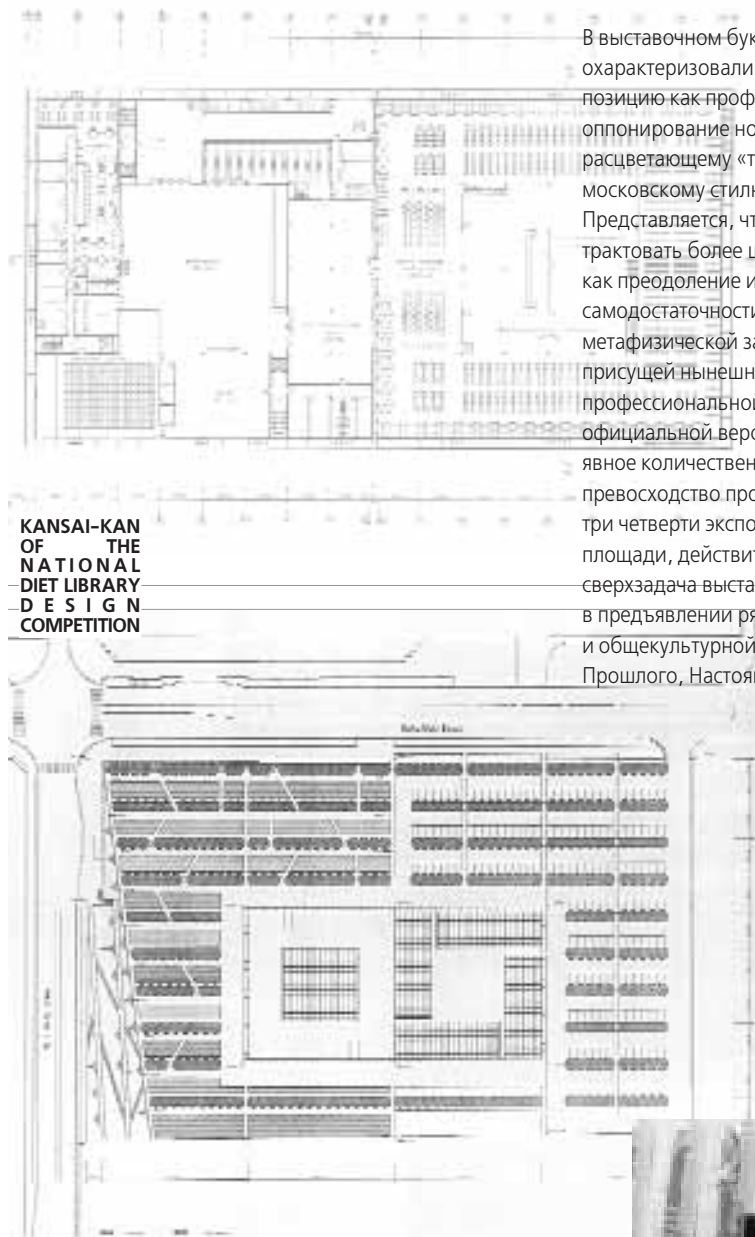 В выставочном бук
охарактеризовали
позицию как проф
оппонирование но
расцветающему «т
московскому стилю
Представляется, чт
трактовать более ш
как преодоление и
самодостаточности
метафизической за
присущей нынешн
профессионально
официальной верс
явное количествен
превосходство про
три четверти экспо
площади, действит
сверхзадача выста
в предъявлении ря
и общекультурной
Прошлого, Настоя
KANSAI-KAN
OF THE
NATIONAL
DIET LIBRARY
DESIGN
COMPETITION